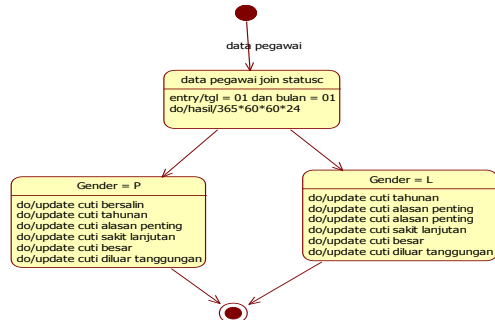 data pegawai
data pegawai join statusc
entry/tgl = 01 dan bulan = 01
do/hasil/365*60*60*24
Gender = P
do/update cuti bersalin
do/update cuti tahunan
do/update cuti alasan penting
do/update cuti sakit lanjutan
do/update cuti besar
do/update cuti diluar tanggungan
Gender = L
do/update cuti tahunan
do/update cuti alasan penting
do/update cuti alasan penting
do/update cuti sakit lanjutan
do/update cuti besar
do/update cuti diluar tanggungan